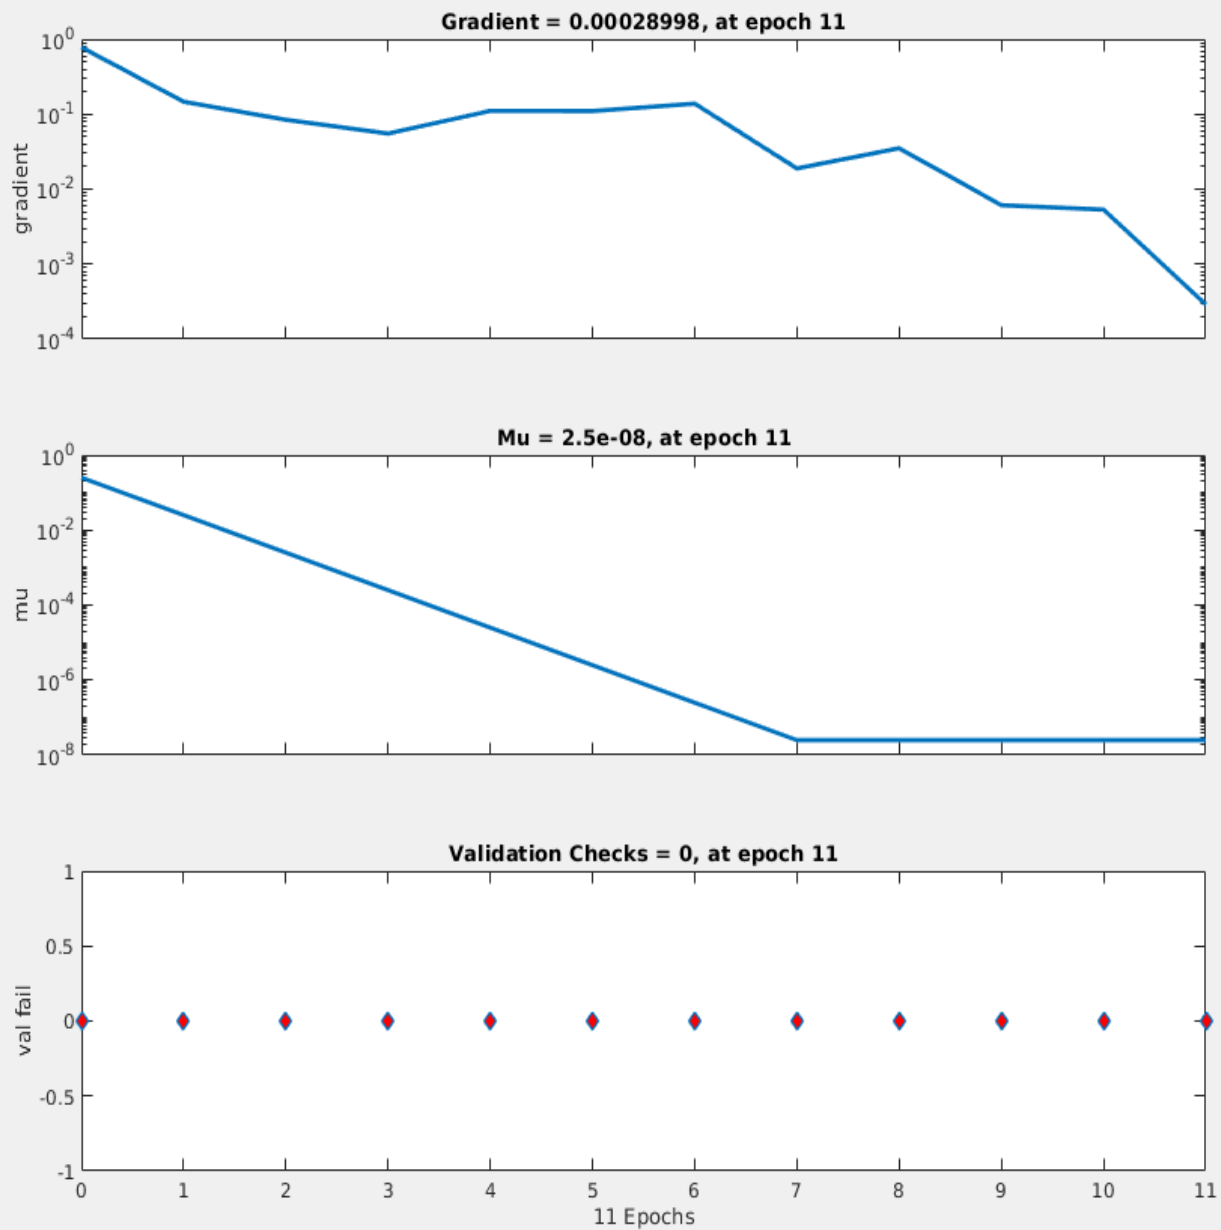 Gradient = 0.00028998, at epoch 11
10^0
10^-1
10^-2
10^-3
10^-4
gradient
Mu = 2.5e-08, at epoch 11
10^0
10^-2
10^-4
10^-6
10^-8
mu
Validation Checks = 0, at epoch 11
1
0.5
0
-0.5
-1
val fail
0 1 2 3 4 5 6 7 8 9 10 11
11 Epochs